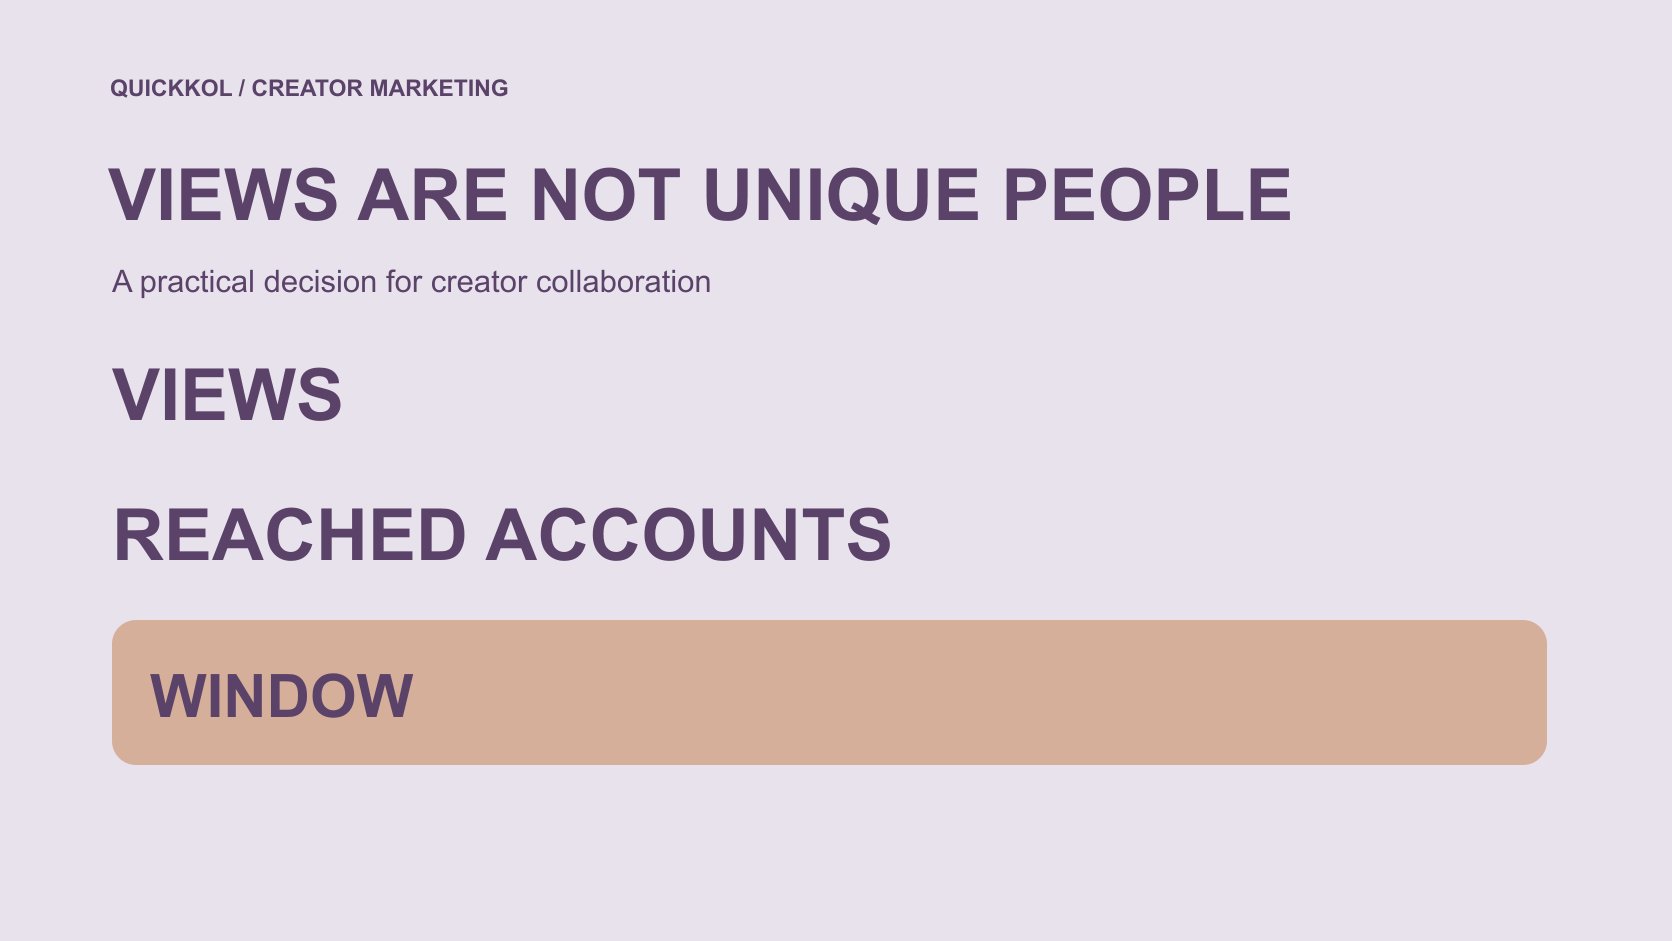 QUICKKOL / CREATOR MARKETING
VIEWS ARE NOT UNIQUE PEOPLE
A practical decision for creator collaboration
VIEWS
REACHED ACCOUNTS
WINDOW